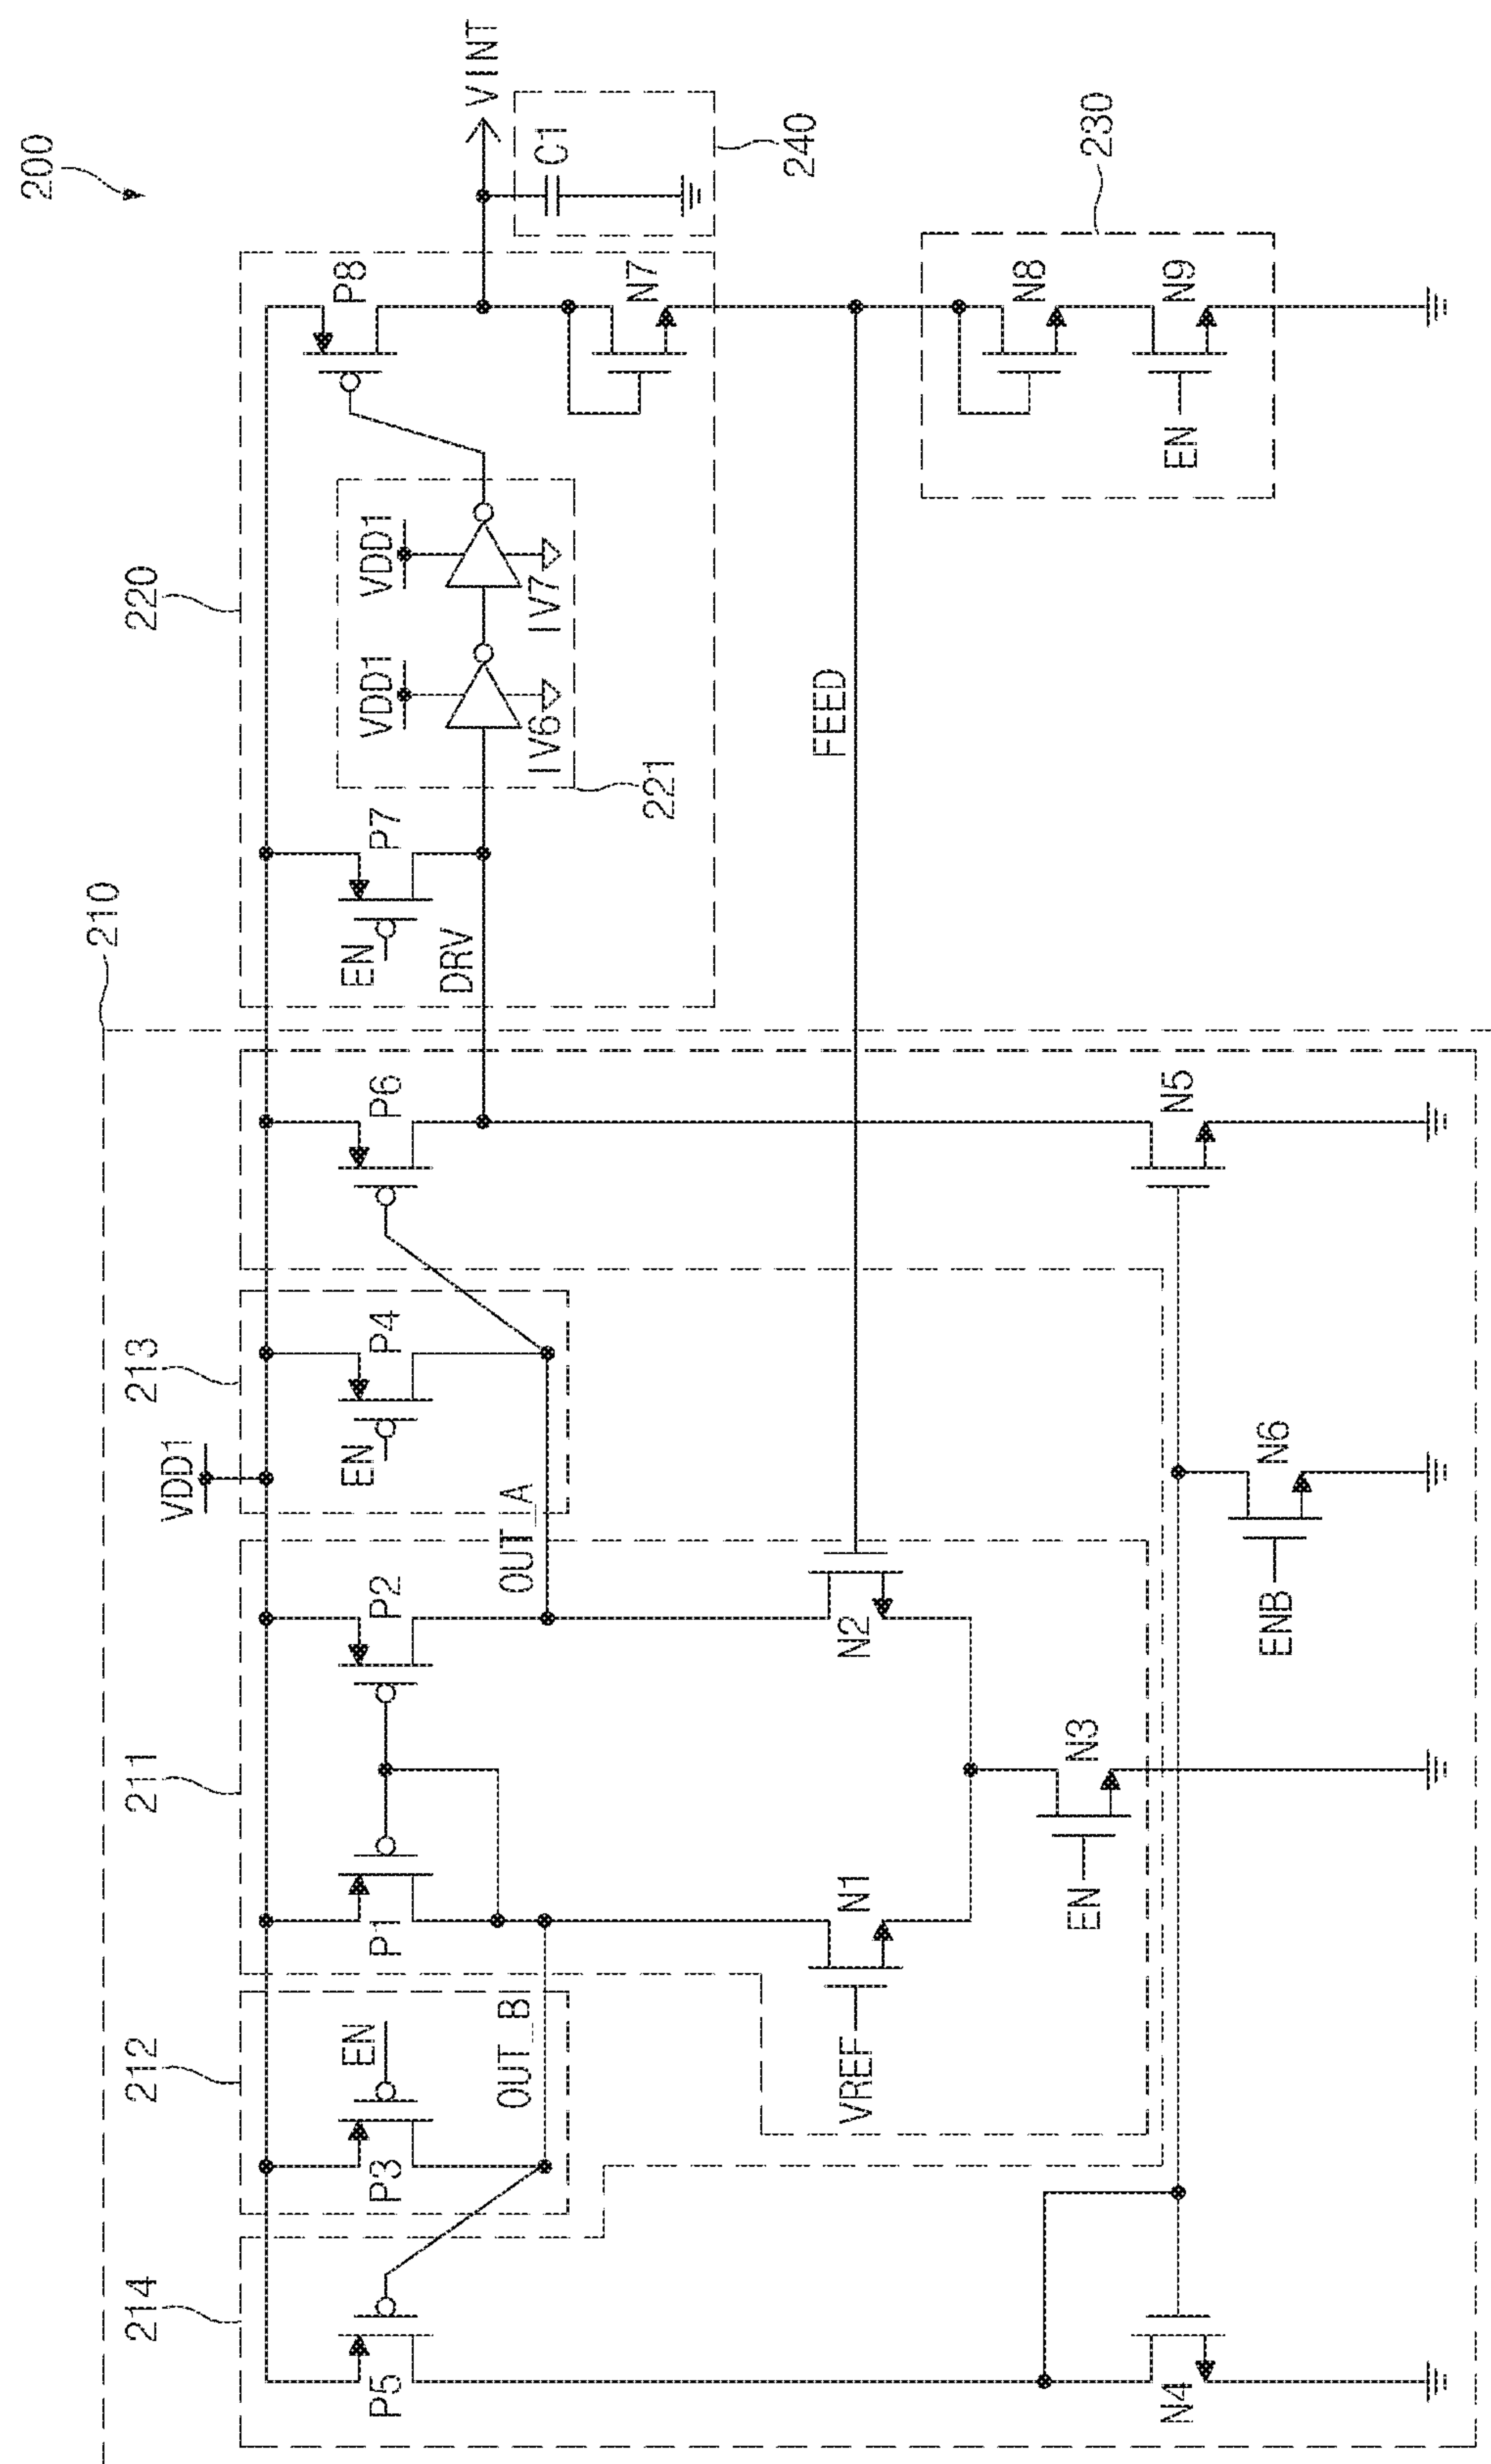 200
210
214
212
211
213
220
VDD1
EN
EN
EN
P8
P5
P3
P1
P2
P4
P6
P7
VDD1
VDD1
DRV
VINT
OUT_B
OUT_A
IV6
IV7
C1
N7
221
240
FEED
VREF
N1
N2
N8
EN
N3
230
N4
N5
EN
N9
ENB
N6